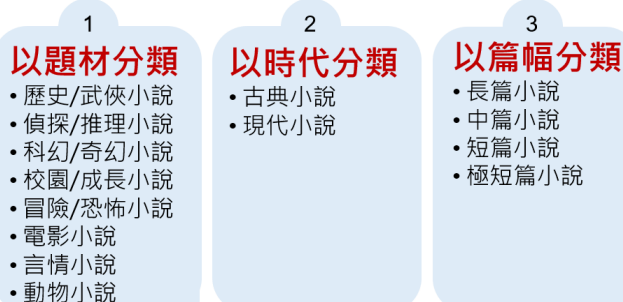 1
以題材分類
• 歷史/武俠小說
• 偵探/推理小說
• 科幻/奇幻小說
• 校園/成長小說
• 冒險/恐怖小說
• 電影小說
• 言情小說
• 動物小說
2
以時代分類
• 古典小說
• 現代小說
3
以篇幅分類
• 長篇小說
• 中篇小說
• 短篇小說
• 極短篇小說